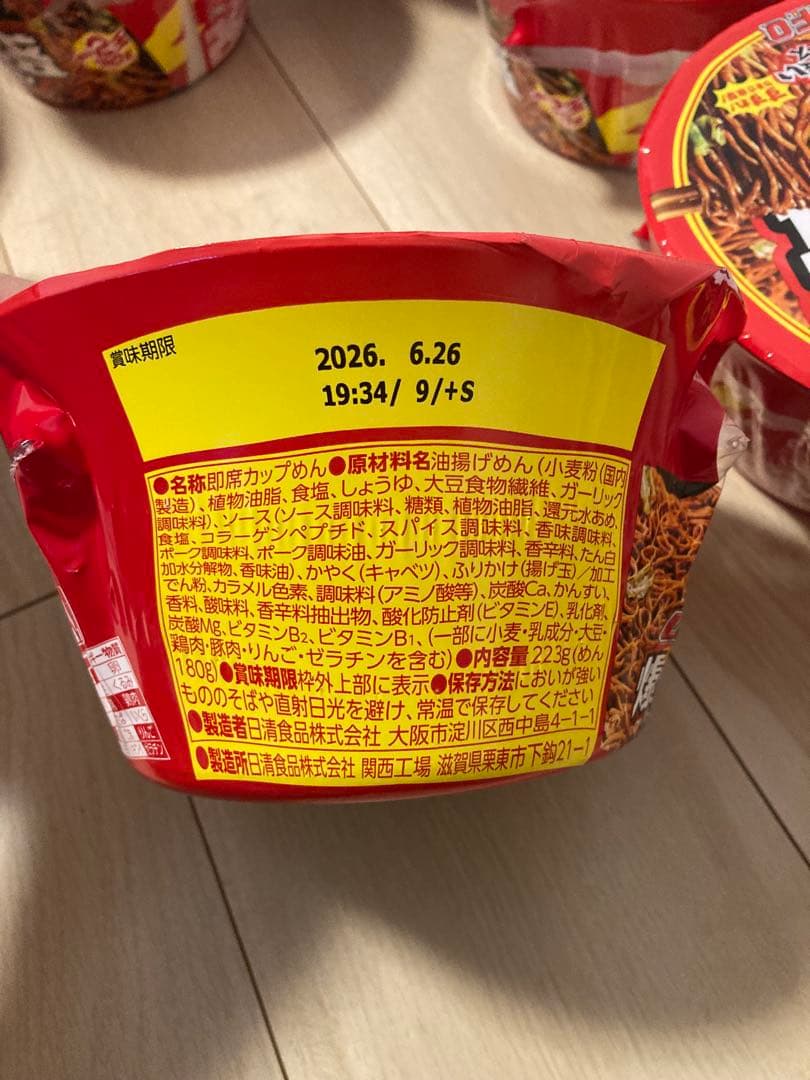 賞味期限
2026. 6.26
19:34/ 9/+S
●名称即席カップめん●原材料名油揚げめん(小麦粉(国内
製造)、植物油脂、食塩、しょうゆ、大豆食物繊維、ガーリック
調味料)、ソース(ソース調味料、糖類、植物油脂、還元水あめ、
食塩、コラーゲンペプチド、スパイス調味料、香味調味料、
ポーク調味料、ポーク調味油、ガーリック調味料、香辛料、たん白
加水分解物、香味油)、かやく(キャベツ)、ふりかけ(揚げ玉)/加工
でん粉、カラメル色素、調味料(アミノ酸等)、炭酸Ca、かんすい、
香料、酸味料、香辛料抽出物、酸化防止剤(ビタミンE)、乳化剤、
炭酸Mg、ビタミンB₂、ビタミンB₁、(一部に小麦・乳成分・大豆・
鶏肉・豚肉・りんご・ゼラチンを含む)●内容量223g(めん
180g)●賞味期限枠外上部に表示●保存方法においが強い
もののそばや直射日光を避け、常温で保存してください
●製造者日清食品株式会社 大阪市淀川区西中島4-1-1
●製造所日清食品株式会社 関西工場 滋賀県栗東市下鈎21-1
卵
くるみ
りんご
爆